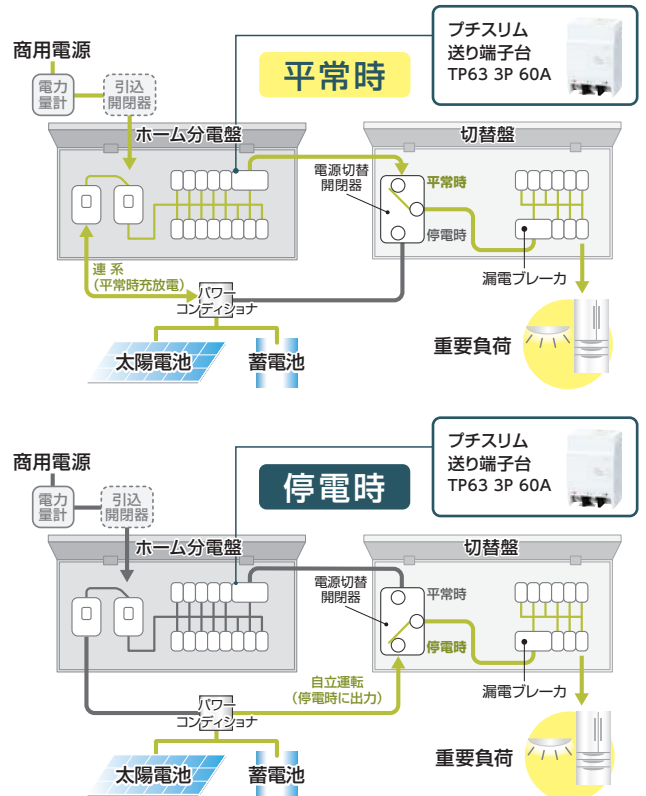 商用電源
電力
量計
引込
開閉器
平常時
プチスリム
送り端子台
TP63 3P 60A
ホーム分電盤
切替盤
電源切替
開閉器
平常時
停電時
漏電ブレーカ
連系
(平常時充放電)
パワー
コンディショナ
太陽電池
蓄電池
重要負荷
商用電源
電力
量計
引込
開閉器
停電時
プチスリム
送り端子台
TP63 3P 60A
ホーム分電盤
切替盤
電源切替
開閉器
平常時
停電時
漏電ブレーカ
自立運転
(停電時に出力)
パワー
コンディショナ
太陽電池
蓄電池
重要負荷